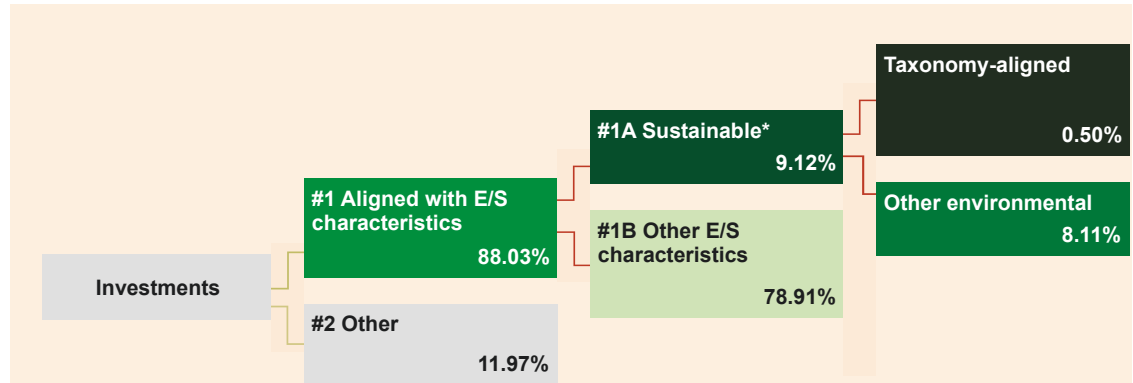 Investments
#1 Aligned with E/S
characteristics
88.03%
#2 Other
11.97%
#1A Sustainable*
9.12%
#1B Other E/S
characteristics
78.91%
Taxonomy-aligned
0.50%
Other environmental
8.11%